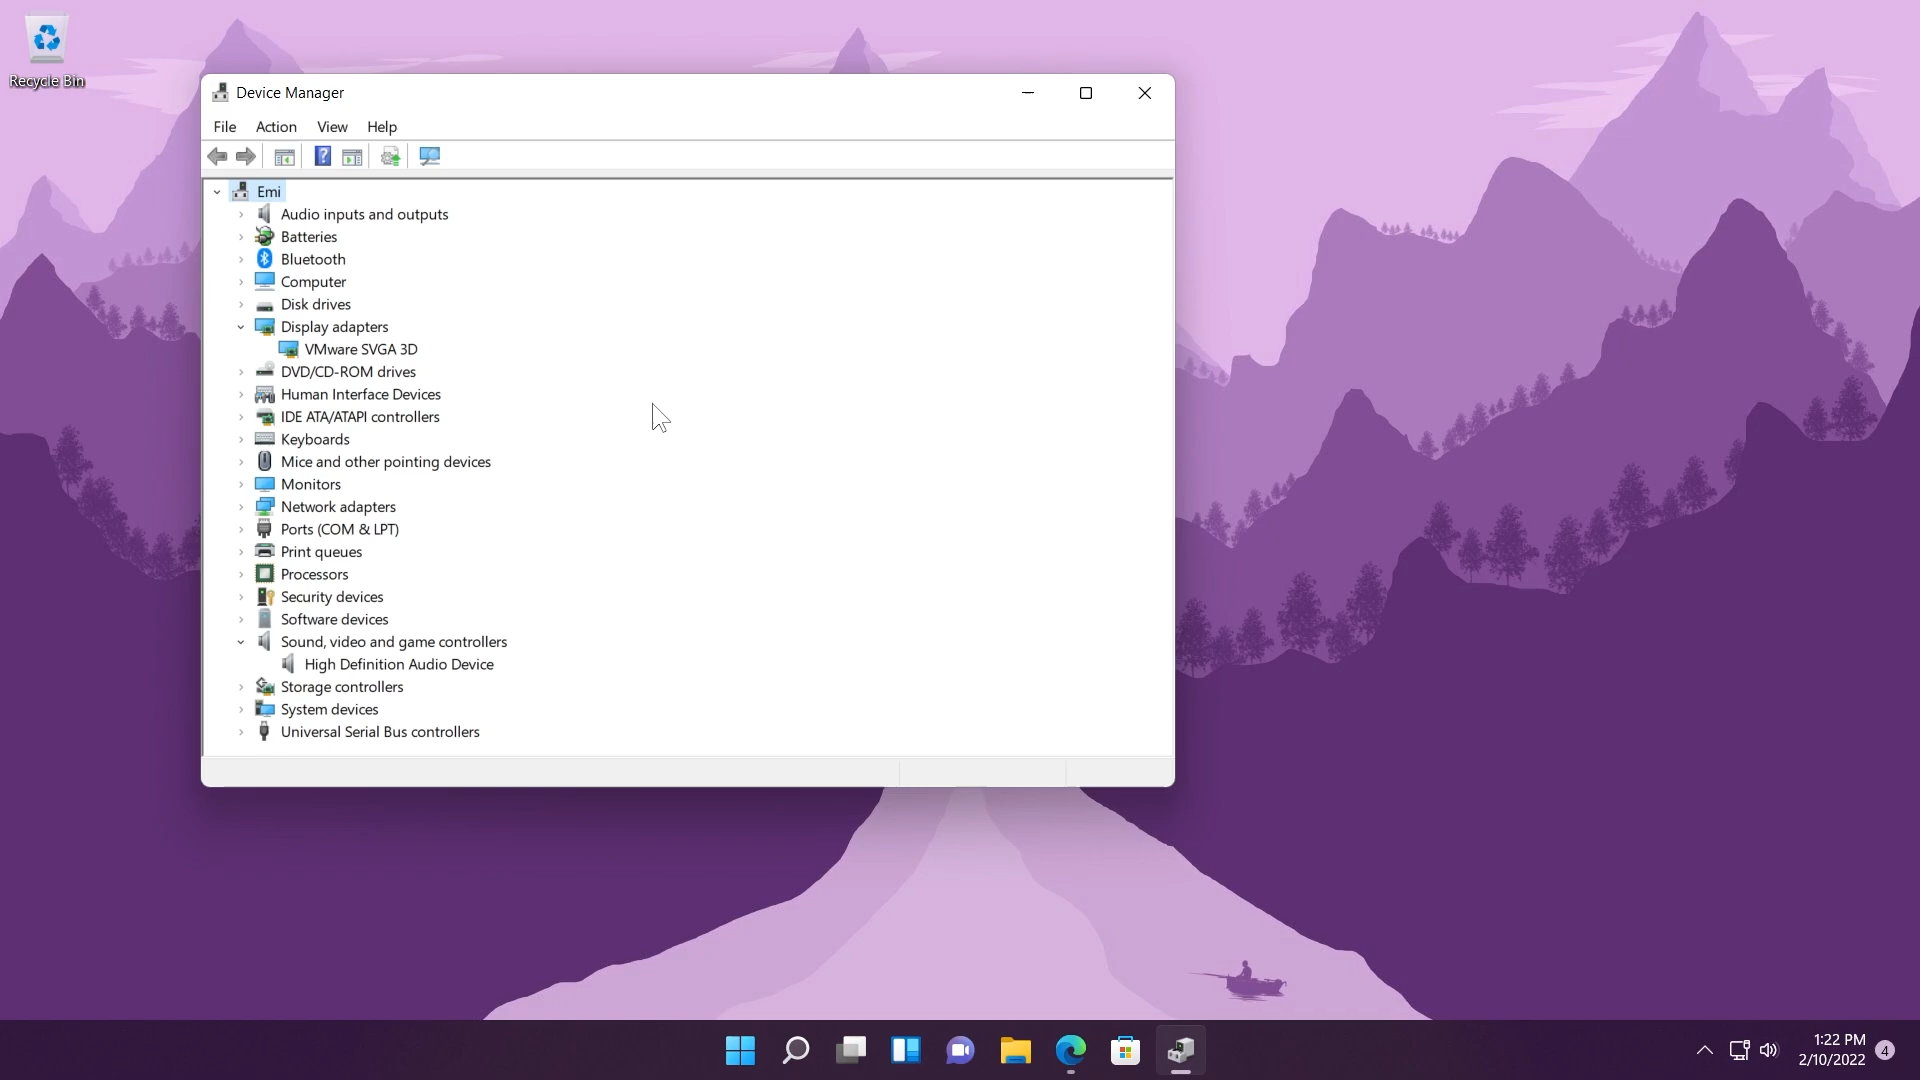 Recycle Bin
Device Manager
File Action View Help
Emi
Audio inputs and outputs
Batteries
Bluetooth
Computer
Disk drives
Display adapters
VMware SVGA 3D
DVD/CD-ROM drives
Human Interface Devices
IDE ATA/ATAPI controllers
Keyboards
Mice and other pointing devices
Monitors
Network adapters
Ports (COM & LPT)
Print queues
Processors
Security devices
Software devices
Sound, video and game controllers
High Definition Audio Device
Storage controllers
System devices
Universal Serial Bus controllers
1:22 PM
2/10/2022
4